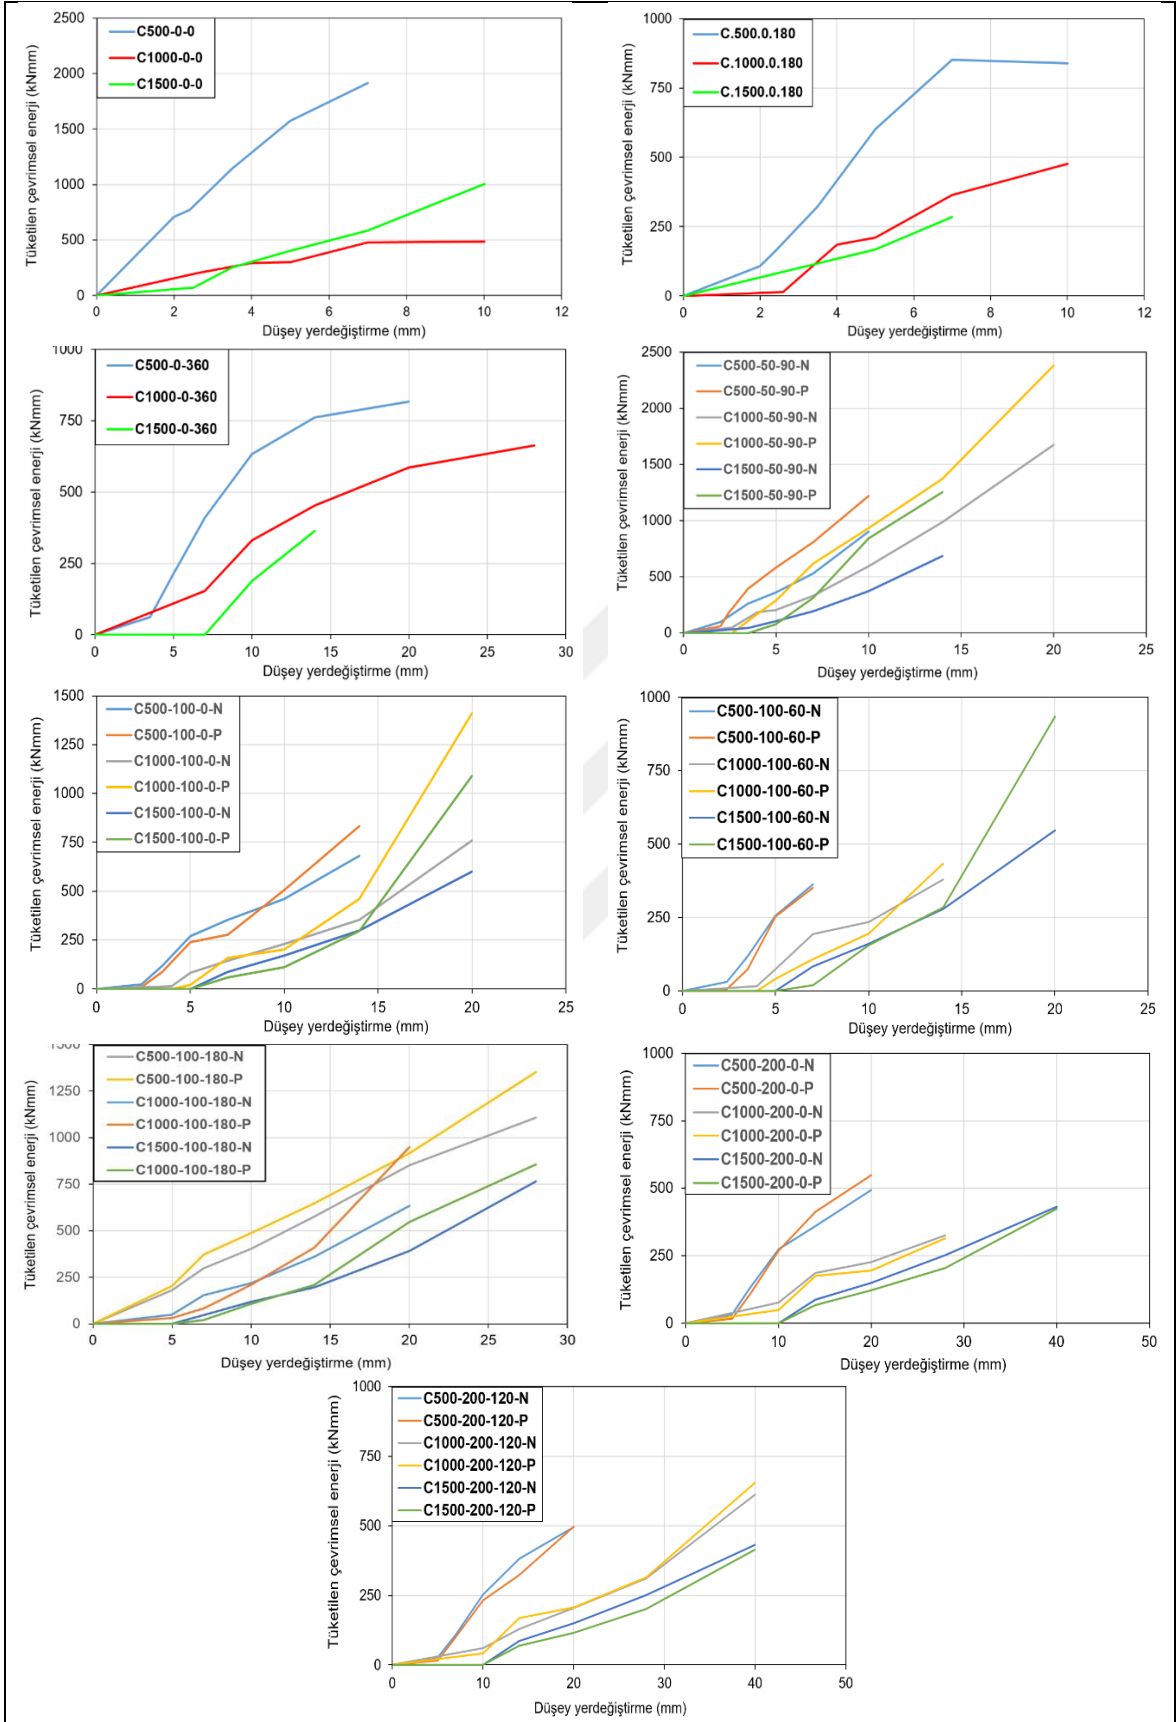 Tüketilen çevrimsel enerji (kNmm)
2500
2000
1500
1000
500
0
C500-0-0
C1000-0-0
C1500-0-0
0 2 4 6 8 10 12
Düşey yerdeğiştirme (mm)
Tüketilen çevrimsel enerji (kNmm)
1000
750
500
250
0
C.500.0.180
C.1000.0.180
C.1500.0.180
0 2 4 6 8 10 12
Düşey yerdeğiştirme (mm)
Tüketilen çevrimsel enerji (kNmm)
1000
750
500
250
0
C500-0-360
C1000-0-360
C1500-0-360
0 5 10 15 20 25 30
Düşey yerdeğiştirme (mm)
Tüketilen çevrimsel enerji (kNmm)
2500
2000
1500
1000
500
0
C500-50-90-N
C500-50-90-P
C1000-50-90-N
C1000-50-90-P
C1500-50-90-N
C1500-50-90-P
0 5 10 15 20 25
Düşey yerdeğiştirme (mm)
Tüketilen çevrimsel enerji (kNmm)
1500
1250
1000
750
500
250
0
C500-100-0-N
C500-100-0-P
C1000-100-0-N
C1000-100-0-P
C1500-100-0-N
C1500-100-0-P
0 5 10 15 20 25
Düşey yerdeğiştirme (mm)
Tüketilen çevrimsel enerji (kNmm)
1000
750
500
250
0
C500-100-60-N
C500-100-60-P
C1000-100-60-N
C1000-100-60-P
C1500-100-60-N
C1500-100-60-P
0 5 10 15 20 25
Düşey yerdeğiştirme (mm)
Tüketilen çevrimsel enerji (kNmm)
1500
1250
1000
750
500
250
0
C500-100-180-N
C500-100-180-P
C1000-100-180-N
C1000-100-180-P
C1500-100-180-N
C1000-100-180-P
0 5 10 15 20 25 30
Düşey yerdeğiştirme (mm)
Tüketilen çevrimsel enerji (kNmm)
1000
750
500
250
0
C500-200-0-N
C500-200-0-P
C1000-200-0-N
C1000-200-0-P
C1500-200-0-N
C1500-200-0-P
0 10 20 30 40 50
Düşey yerdeğiştirme (mm)
Tüketilen çevrimsel enerji (kNmm)
1000
750
500
250
0
C500-200-120-N
C500-200-120-P
C1000-200-120-N
C1000-200-120-P
C1500-200-120-N
C1500-200-120-P
0 10 20 30 40 50
Düşey yerdeğiştirme (mm)